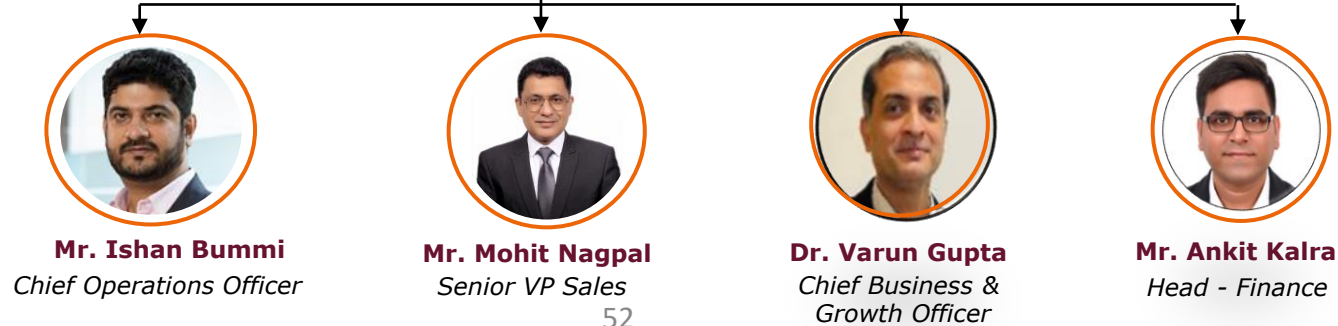 Mr. Ishan Bummi
Chief Operations Officer
Mr. Mohit Nagpal
Senior VP Sales
Dr. Varun Gupta
Chief Business &
Growth Officer
Mr. Ankit Kalra
Head - Finance
52